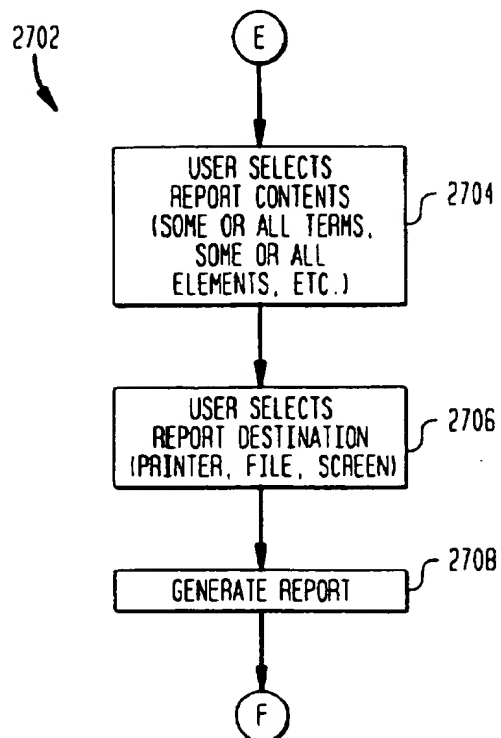 2702
E
USER SELECTS
REPORT CONTENTS
(SOME OR ALL TERMS,
SOME OR ALL
ELEMENTS, ETC.)
2704
USER SELECTS
REPORT DESTINATION
(PRINTER, FILE, SCREEN)
2706
GENERATE REPORT
2708
F